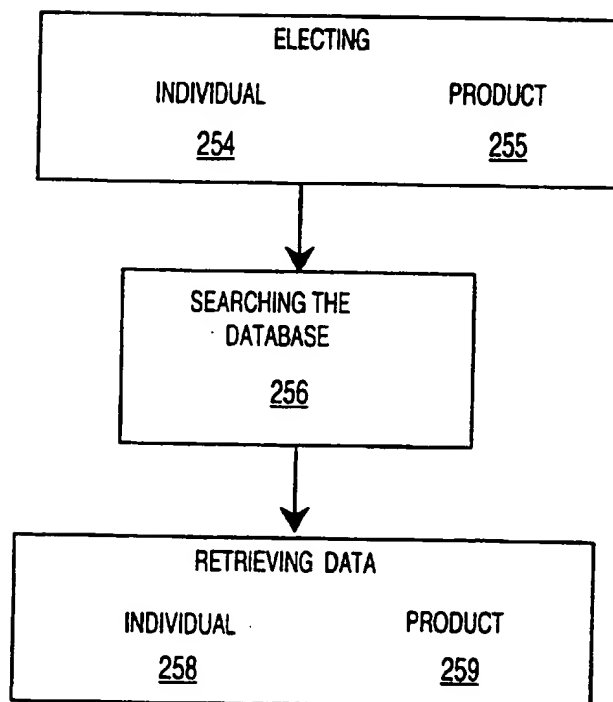 ELECTING
INDIVIDUAL PRODUCT
254 255
SEARCHING THE
DATABASE
256
RETRIEVING DATA
INDIVIDUAL PRODUCT
258 259